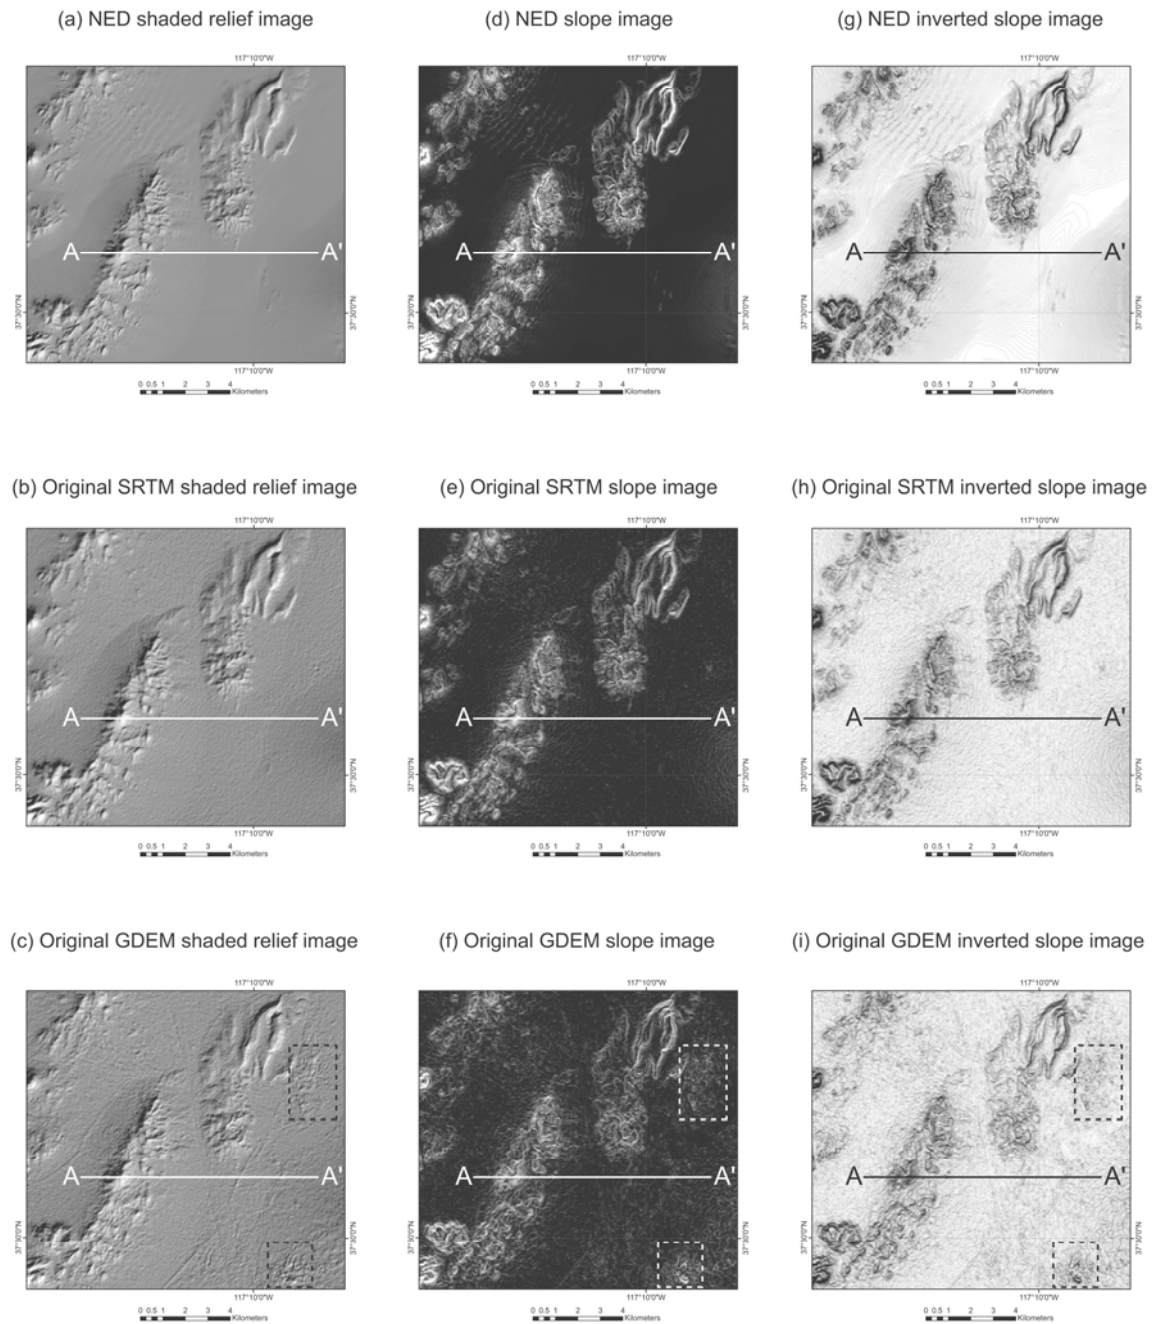 (a) NED shaded relief image
(d) NED slope image
(g) NED inverted slope image
117°10'0"W
117°10'0"W
117°10'0"W
A A'
A A'
A A'
37°30'0"N
37°30'0"N
37°30'0"N
37°30'0"N
37°30'0"N
37°30'0"N
117°10'0"W
117°10'0"W
117°10'0"W
0 0.5 1 2 3 4
Kilometers
0 0.5 1 2 3 4
Kilometers
0 0.5 1 2 3 4
Kilometers
(b) Original SRTM shaded relief image
(e) Original SRTM slope image
(h) Original SRTM inverted slope image
117°10'0"W
117°10'0"W
117°10'0"W
A A'
A A'
A A'
37°30'0"N
37°30'0"N
37°30'0"N
37°30'0"N
37°30'0"N
37°30'0"N
117°10'0"W
117°10'0"W
117°10'0"W
0 0.5 1 2 3 4
Kilometers
0 0.5 1 2 3 4
Kilometers
0 0.5 1 2 3 4
Kilometers
(c) Original GDEM shaded relief image
(f) Original GDEM slope image
(i) Original GDEM inverted slope image
117°10'0"W
117°10'0"W
117°10'0"W
A A'
A A'
A A'
37°30'0"N
37°30'0"N
37°30'0"N
37°30'0"N
37°30'0"N
37°30'0"N
117°10'0"W
117°10'0"W
117°10'0"W
0 0.5 1 2 3 4
Kilometers
0 0.5 1 2 3 4
Kilometers
0 0.5 1 2 3 4
Kilometers